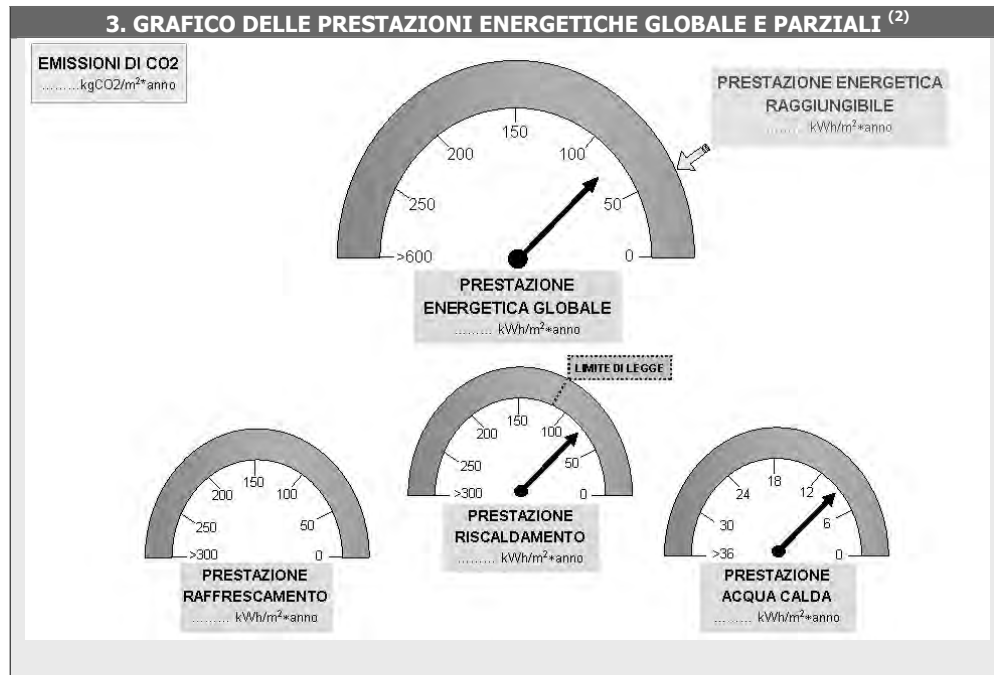 3. GRAFICO DELLE PRESTAZIONI ENERGETICHE GLOBALE E PARZIALI (2)
EMISSIONI DI CO2
.........kgCO2/m²*anno
PRESTAZIONE ENERGETICA
RAGGIUNGIBILE
......... kWh/m²*anno
150
200
100
250
50
>600
0
PRESTAZIONE
ENERGETICA GLOBALE
......... kWh/m²*anno
LIMITE DI LEGGE
150
200
100
250
50
>300
0
PRESTAZIONE
RISCALDAMENTO
......... kWh/m²*anno
150
200
100
250
50
>300
0
PRESTAZIONE
RAFFRESCAMENTO
......... kWh/m²*anno
18
24
12
30
6
>36
0
PRESTAZIONE
ACQUA CALDA
......... kWh/m²*anno